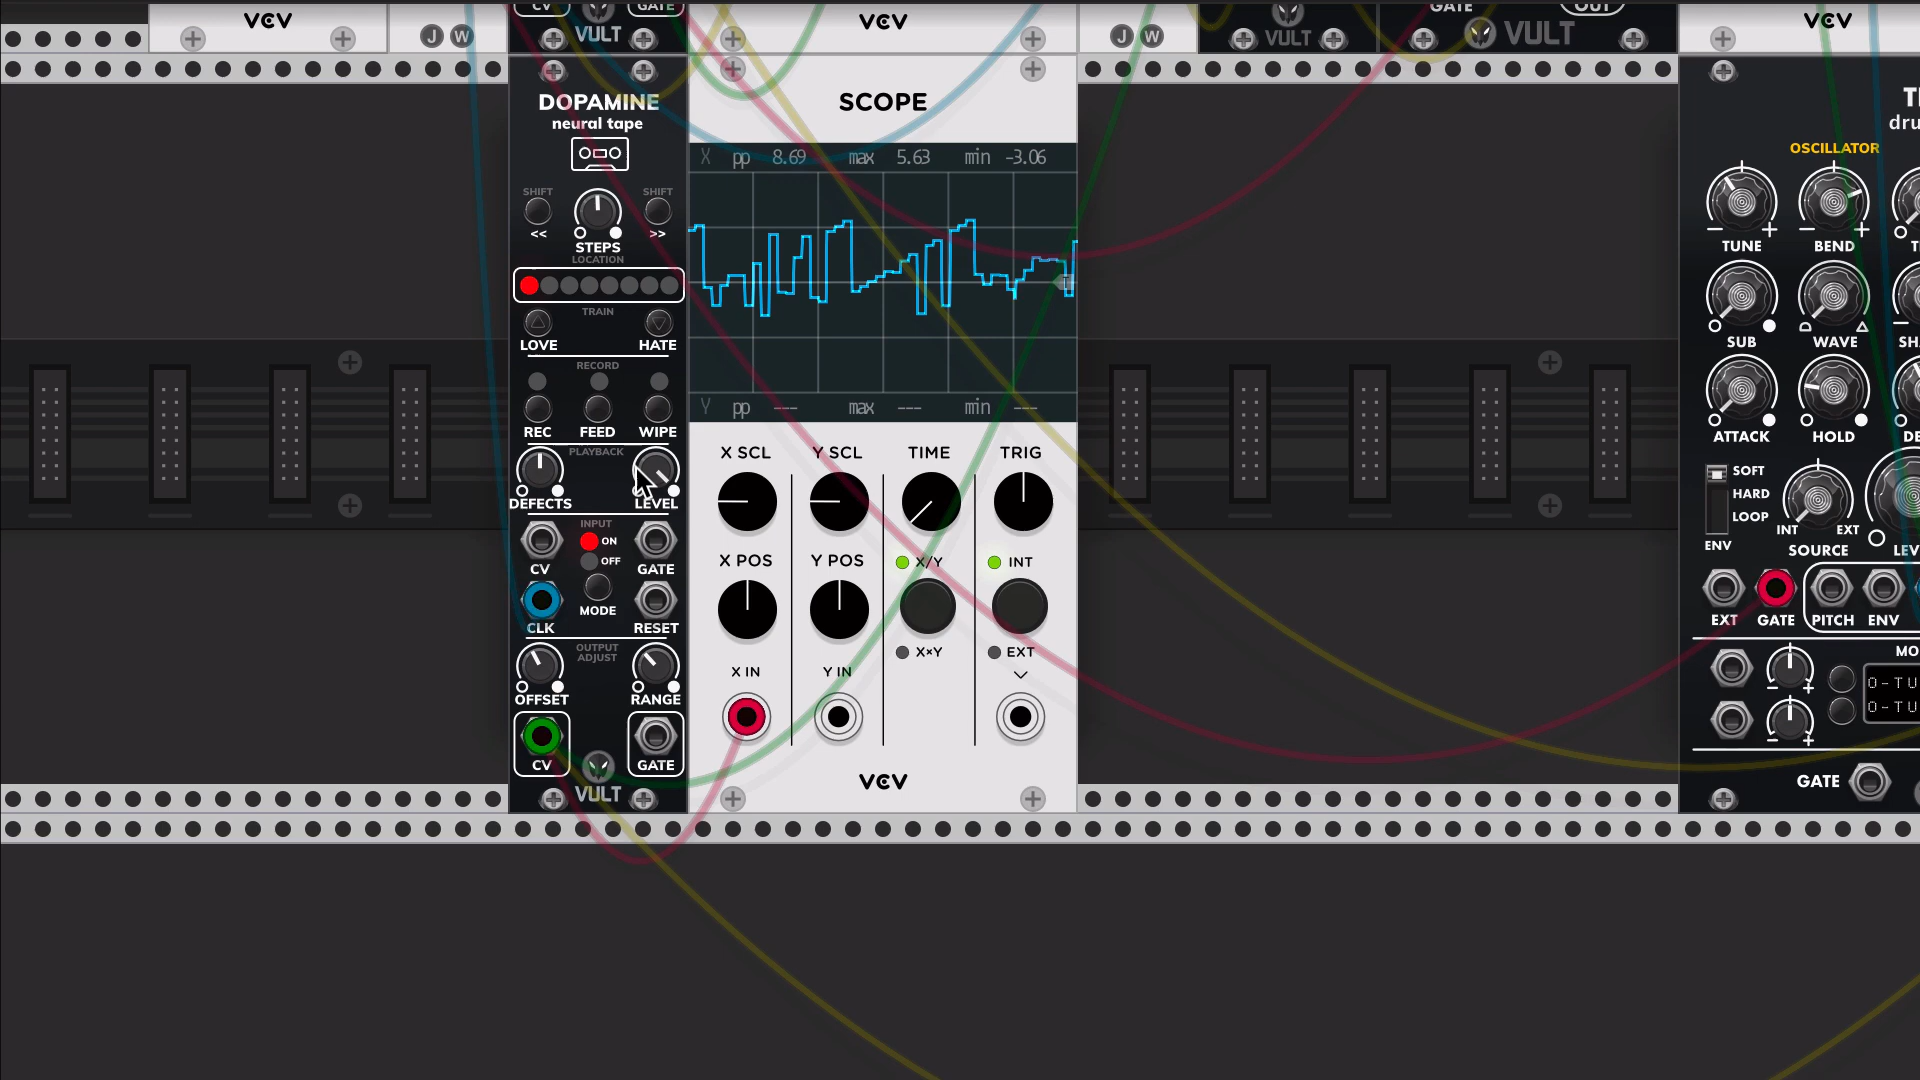 VCV
J W
CV
GATE
VULT
VCV
J W
VULT
GATE
OUT
VULT
VCV
DOPAMINE
neural tape
SHIFT
SHIFT
<<
>>
STEPS
LOCATION
TRAIN
LOVE
HATE
RECORD
REC
FEED
WIPE
PLAYBACK
DEFECTS
LEVEL
INPUT
ON
OFF
CV
GATE
MODE
CLK
RESET
OUTPUT
ADJUST
OFFSET
RANGE
CV
GATE
VULT
SCOPE
X pp 8.69 max 5.63 min -3.06
Y pp --- max --- min ---
X SCL
Y SCL
TIME
TRIG
X POS
Y POS
X/Y
INT
X×Y
EXT
X IN
Y IN
VCV
OSCILLATOR
TUNE
BEND
SUB
WAVE
ATTACK
HOLD
SOFT
HARD
LOOP
ENV
INT
EXT
SOURCE
EXT
GATE
PITCH
ENV
GATE